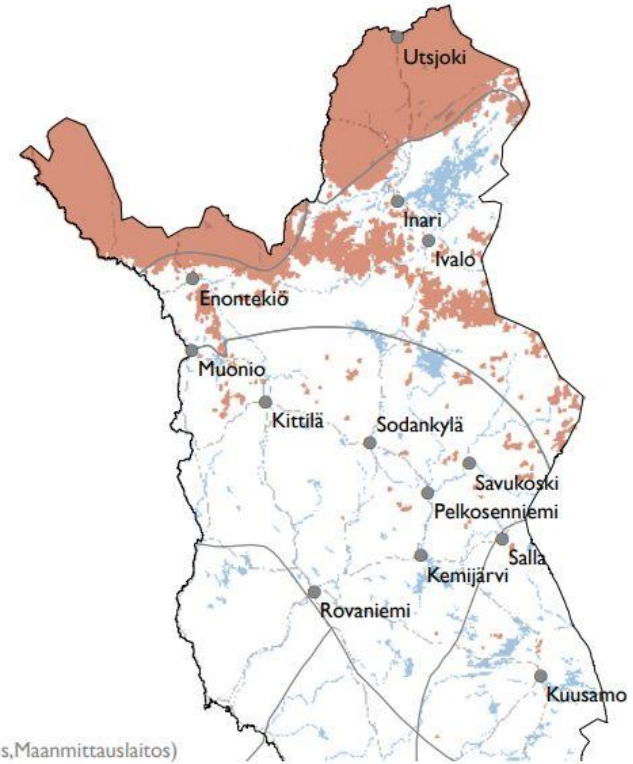 Utsjoki
Inari
Ivalo
Enontekiö
Muonio
Kittilä
Sodankylä
Savukoski
Pelkosenniemi
Salla
Kemijärvi
Rovaniemi
Kuusamo
s,Maanmittauslaitos)